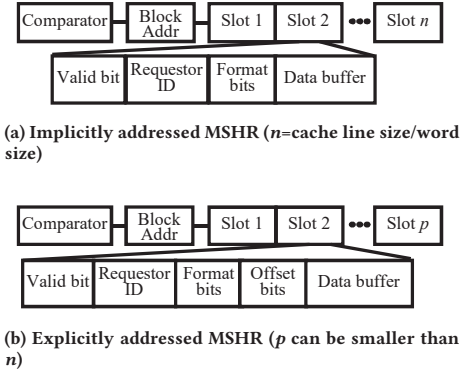 Comparator Block Addr Slot 1 Slot 2 ••• Slot n
Valid bit Requestor ID Format bits Data buffer
(a) Implicitly addressed MSHR (n=cache line size/word
size)
Comparator Block Addr Slot 1 Slot 2 ••• Slot p
Valid bit Requestor ID Format bits Offset bits Data buffer
(b) Explicitly addressed MSHR (p can be smaller than
n)